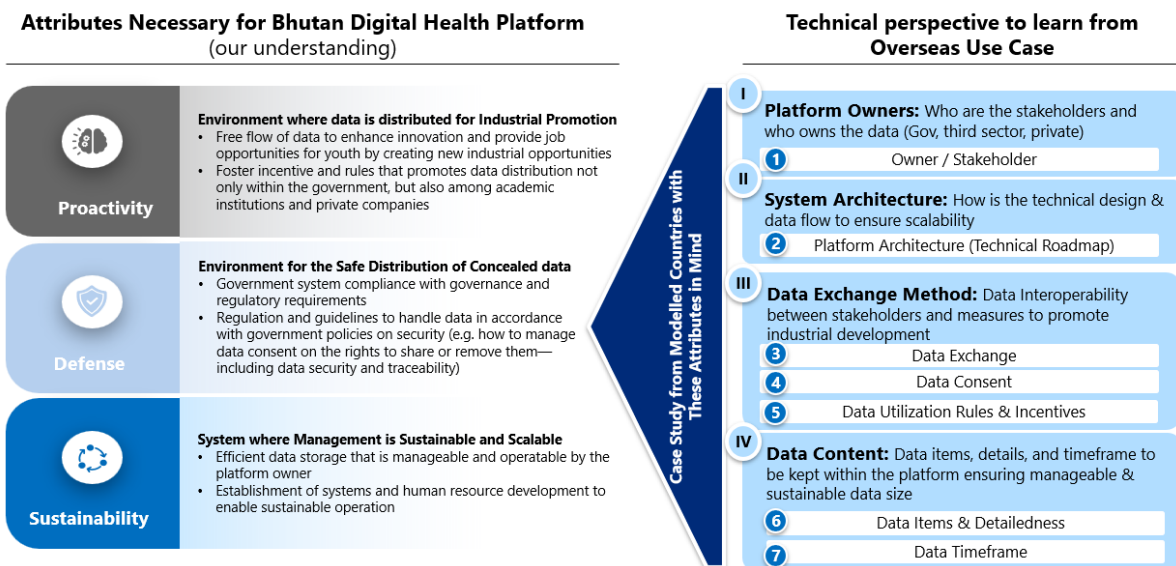 Attributes Necessary for Bhutan Digital Health Platform
(our understanding)
Proactivity
Environment where data is distributed for Industrial Promotion
• Free flow of data to enhance innovation and provide job
opportunities for youth by creating new industrial opportunities
• Foster incentive and rules that promotes data distribution not
only within the government, but also among academic
institutions and private companies
Defense
Environment for the Safe Distribution of Concealed data
• Government system compliance with governance and
regulatory requirements
• Regulation and guidelines to handle data in accordance
with government policies on security (e.g. how to manage
data consent on the rights to share or remove them—
including data security and traceability)
Sustainability
System where Management is Sustainable and Scalable
• Efficient data storage that is manageable and operatable by the
platform owner
• Establishment of systems and human resource development to
enable sustainable operation
Case Study from Modelled Countries with
These Attributes in Mind
Technical perspective to learn from
Overseas Use Case
I
Platform Owners: Who are the stakeholders and
who owns the data (Gov, third sector, private)
1 Owner / Stakeholder
II
System Architecture: How is the technical design &
data flow to ensure scalability
2 Platform Architecture (Technical Roadmap)
III
Data Exchange Method: Data Interoperability
between stakeholders and measures to promote
industrial development
3 Data Exchange
4 Data Consent
5 Data Utilization Rules & Incentives
IV
Data Content: Data items, details, and timeframe to
be kept within the platform ensuring manageable &
sustainable data size
6 Data Items & Detailedness
7 Data Timeframe